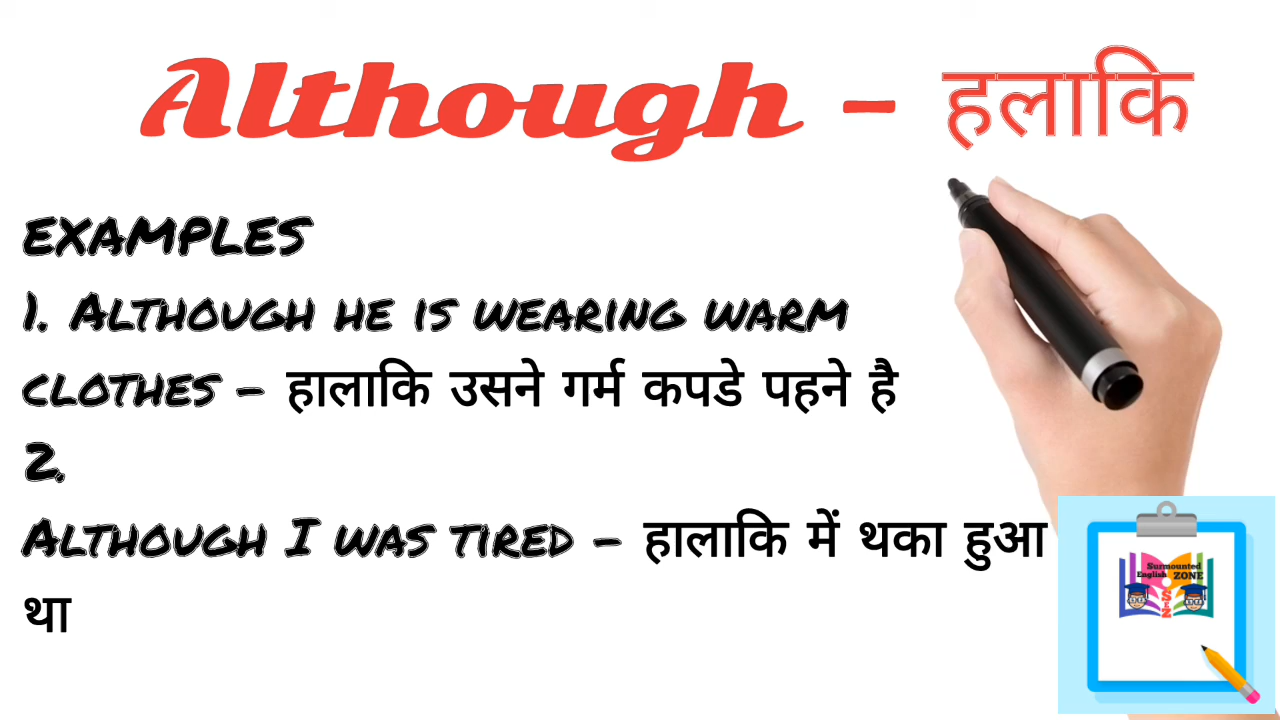 Although - हलाकि
EXAMPLES
1. ALTHOUGH HE IS WEARING WARM
CLOTHES - हालाकि उसने गर्म कपडे पहने है
2.
ALTHOUGH I WAS TIRED - हालाकि में थका हुआ
था
Surmounted
English ZONE
SEZ